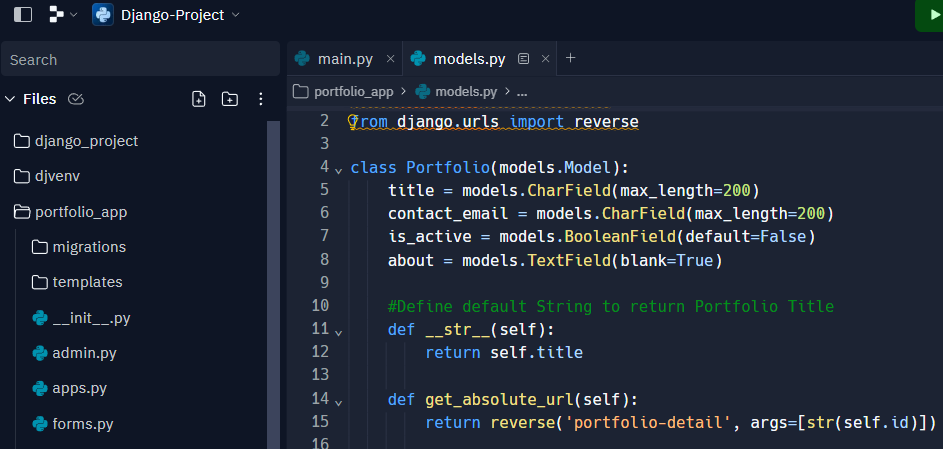 Django-Project
Search
Files
django_project
djvenv
portfolio_app
migrations
templates
__init__.py
admin.py
apps.py
forms.py
main.py
models.py
portfolio_app > models.py > ...
2 from django.urls import reverse
3
4 class Portfolio(models.Model):
5     title = models.CharField(max_length=200)
6     contact_email = models.CharField(max_length=200)
7     is_active = models.BooleanField(default=False)
8     about = models.TextField(blank=True)
9
10     #Define default String to return Portfolio Title
11     def __str__(self):
12         return self.title
13
14     def get_absolute_url(self):
15         return reverse('portfolio-detail', args=[str(self.id)])
16